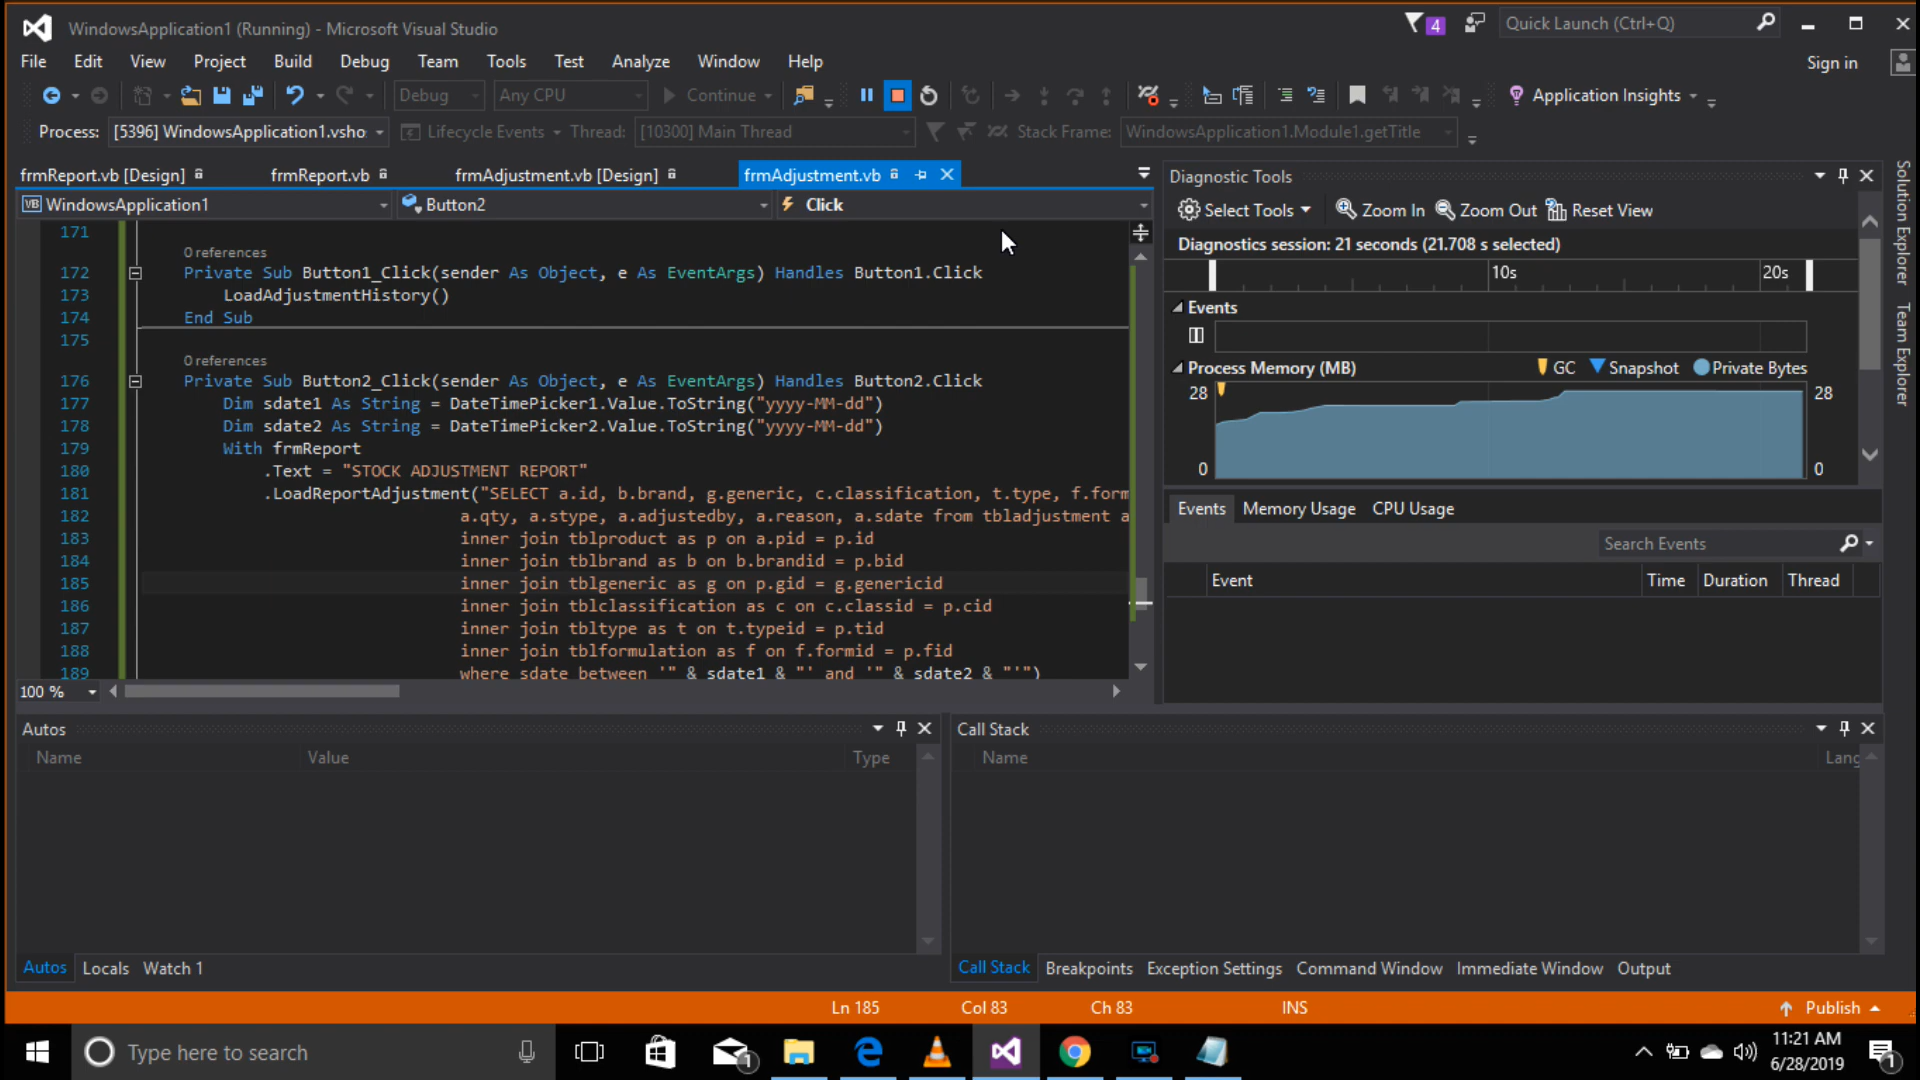 WindowsApplication1 (Running) - Microsoft Visual Studio
4
Quick Launch (Ctrl+Q)
File Edit View Project Build Debug Team Tools Test Analyze Window Help
Sign in
Debug Any CPU Continue Application Insights
Process: [5396] WindowsApplication1.vsho Lifecycle Events Thread: [10300] Main Thread Stack Frame: WindowsApplication1.Module1.getTitle
frmReport.vb [Design] frmReport.vb frmAdjustment.vb [Design] frmAdjustment.vb
WindowsApplication1 Button2 Click
171
0 references
172 Private Sub Button1_Click(sender As Object, e As EventArgs) Handles Button1.Click
173 LoadAdjustmentHistory()
174 End Sub
175
0 references
176 Private Sub Button2_Click(sender As Object, e As EventArgs) Handles Button2.Click
177 Dim sdate1 As String = DateTimePicker1.Value.ToString("yyyy-MM-dd")
178 Dim sdate2 As String = DateTimePicker2.Value.ToString("yyyy-MM-dd")
179 With frmReport
180 .Text = "STOCK ADJUSTMENT REPORT"
181 .LoadReportAdjustment("SELECT a.id, b.brand, g.generic, c.classification, t.type, f.form
182 a.qty, a.stype, a.adjustedby, a.reason, a.sdate from tbladjustment a
183 inner join tblproduct as p on a.pid = p.id
184 inner join tblbrand as b on b.brandid = p.bid
185 inner join tblgeneric as g on p.gid = g.genericid
186 inner join tblclassification as c on c.classid = p.cid
187 inner join tbltype as t on t.typeid = p.tid
188 inner join tblformulation as f on f.formid = p.fid
189 where sdate between '" & sdate1 & "' and '" & sdate2 & "'")
100 %
Diagnostic Tools
Select Tools Zoom In Zoom Out Reset View
Diagnostics session: 21 seconds (21.708 s selected)
10s 20s
Events
Process Memory (MB) GC Snapshot Private Bytes
28 28
0 0
Events Memory Usage CPU Usage
Search Events
Event Time Duration Thread
Solution Explorer
Team Explorer
Autos
Name Value Type
Autos Locals Watch 1
Call Stack
Name Lang
Call Stack Breakpoints Exception Settings Command Window Immediate Window Output
Ln 185 Col 83 Ch 83 INS Publish
Type here to search
1
11:21 AM
6/28/2019
1